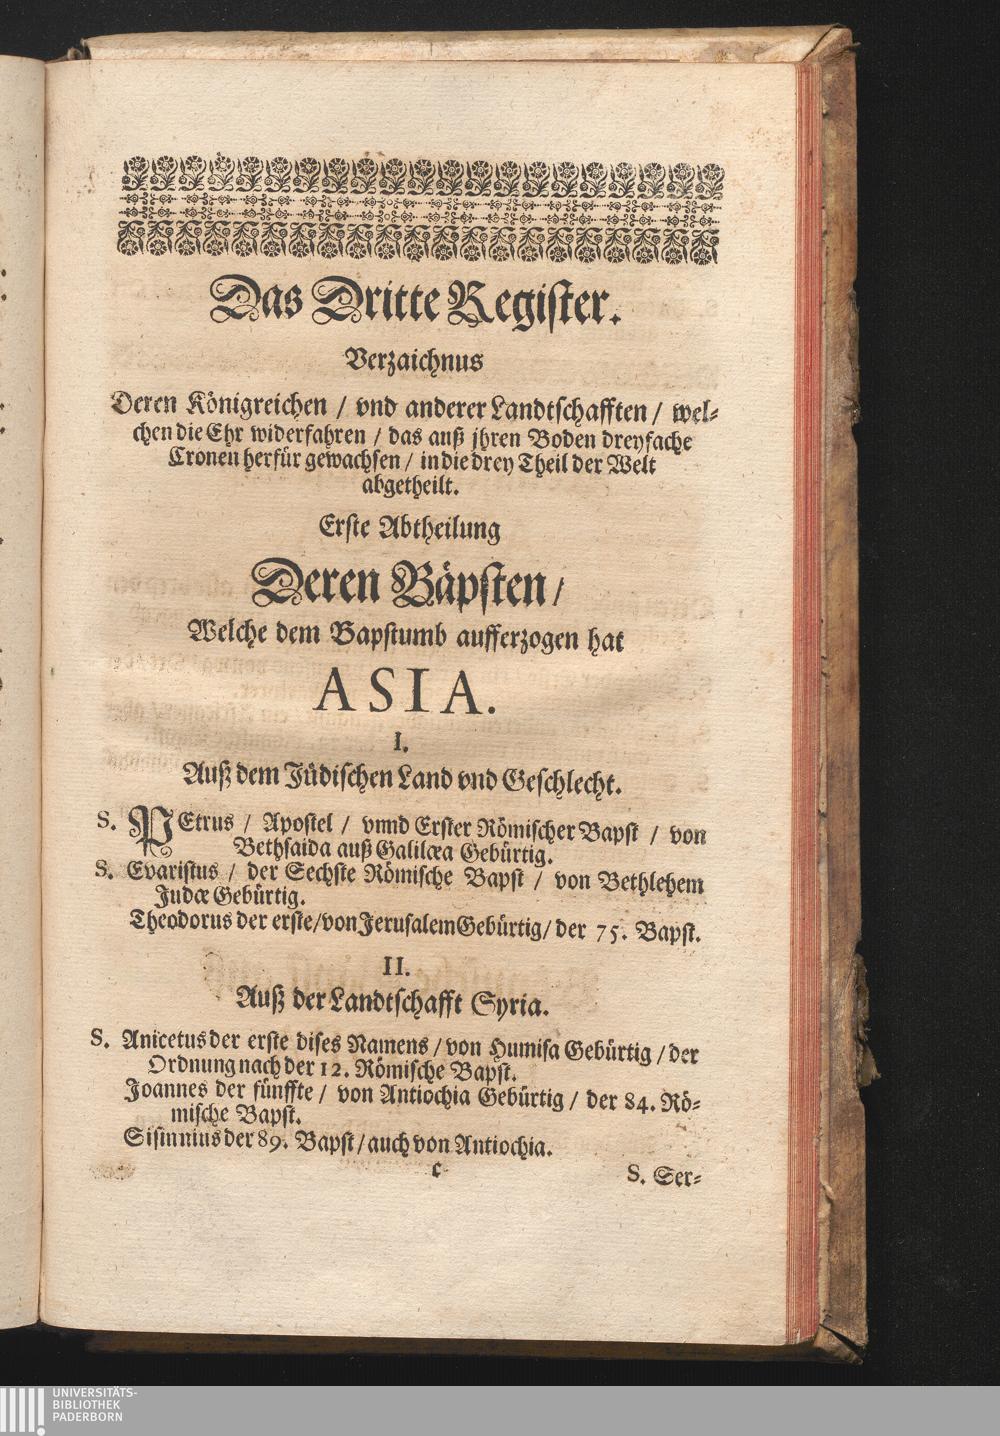 Das Dritte Register.
Verzaichnus
Deren Königreichen / vnd anderer Landtschafften / wel-
chen die Ehr widerfahren / das auß jhren Boden dreyfache
Cronen herfür gewachsen / in die drey Theil der Welt
abgetheilt.
Erste Abtheilung
Deren Bäpsten /
Welche dem Bapstumb aufferzogen hat
ASIA.
I.
Auß dem Jüdischen Land vnd Geschlecht.
S. PEtrus / Apostel / vnnd Erster Römischer Bapst / von
Bethsaida auß Galilæa Gebürtig.
S. Evaristus / der Sechste Römische Bapst / von Bethlehem
Judæ Gebürtig.
Theodorus der erste / von Jerusalem Gebürtig / der 75. Bapst.
II.
Auß der Landtschafft Syria.
S. Anicetus der erste dises Namens / von Humisa Gebürtig / der
Ordnung nach der 12. Römische Bapst.
Joannes der fünffte / von Antiochia Gebürtig / der 84. Rö-
mische Bapst.
Sisinnius der 89. Bapst / auch von Antiochia.
c
S. Ser-
UNIVERSITÄTS-
BIBLIOTHEK
PADERBORN